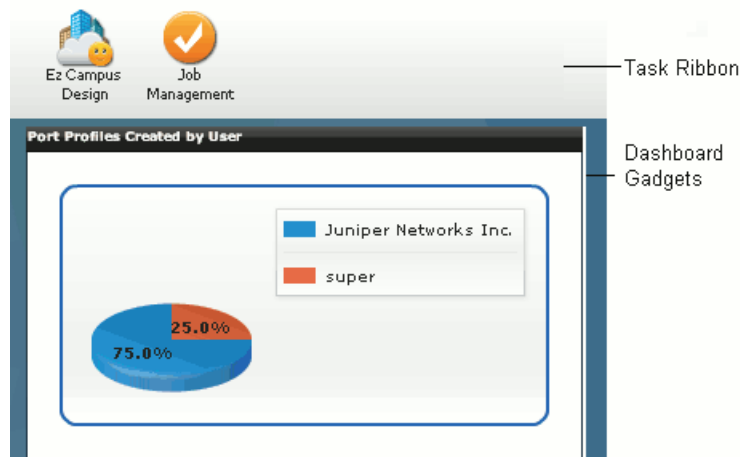 Ez Campus
Design
Job
Management
Task Ribbon
Port Profiles Created by User
Dashboard
Gadgets
Juniper Networks Inc.
super
25.0%
75.0%